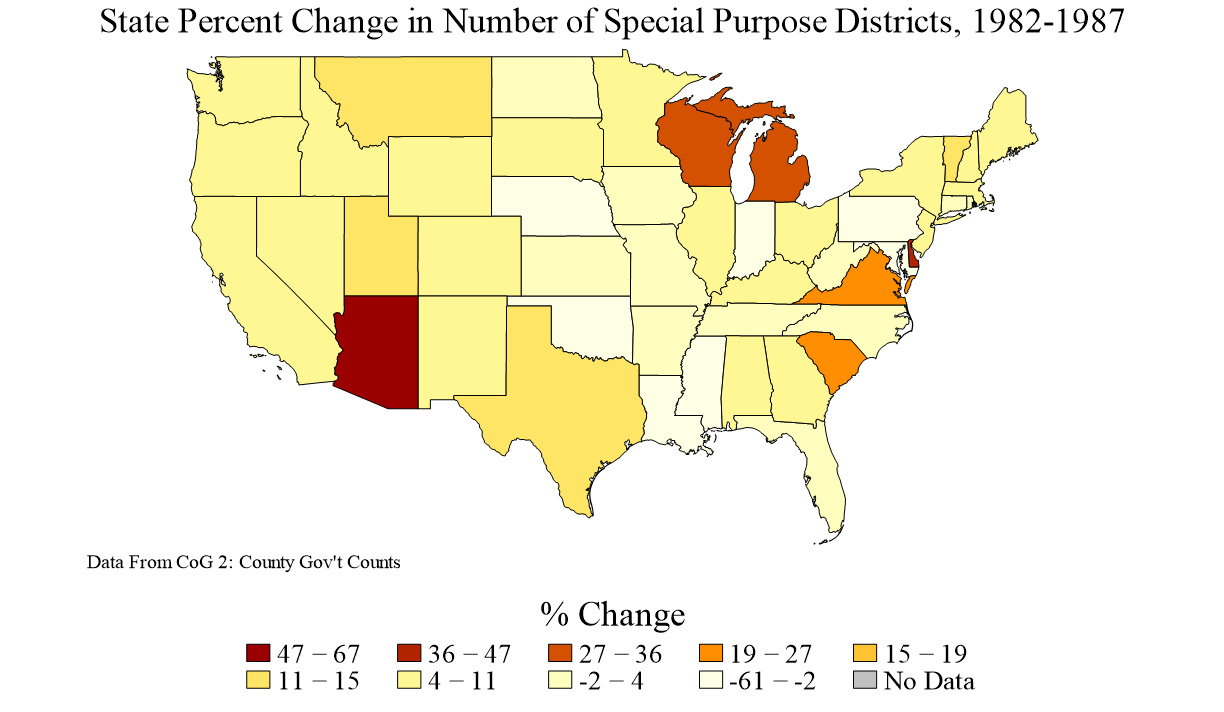 State Percent Change in Number of Special Purpose Districts, 1982-1987
Data From CoG 2: County Gov't Counts
% Change
47 – 67 36 – 47 27 – 36 19 – 27 15 – 19
11 – 15 4 – 11 -2 – 4 -61 – -2 No Data